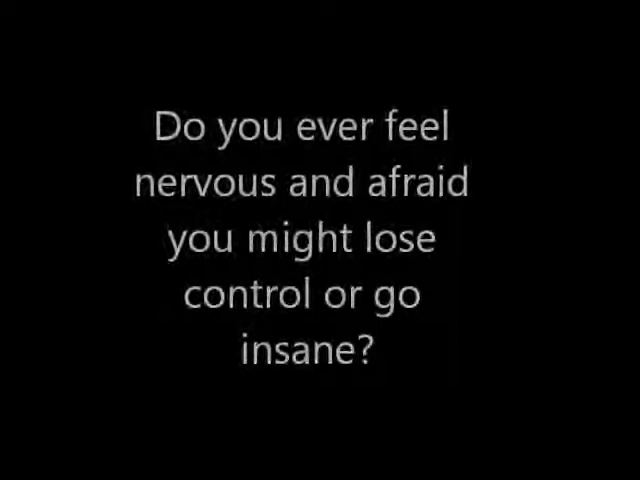 Do you ever feel
nervous and afraid
you might lose
control or go
insane?